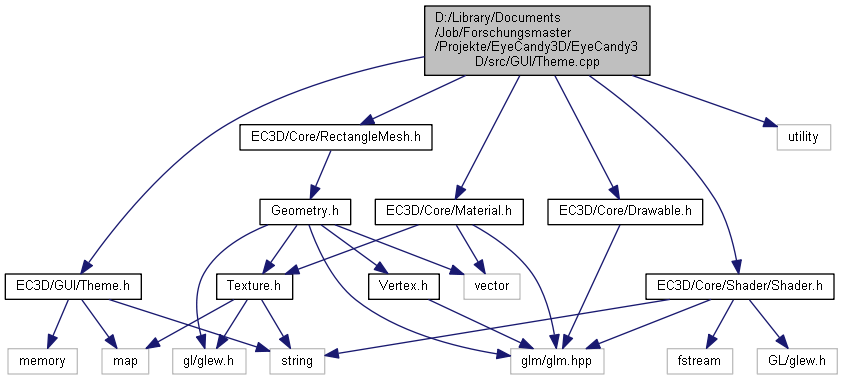 D:/Library/Documents
/Job/Forschungsmaster
/Projekte/EyeCandy3D/EyeCandy3
D/src/GUI/Theme.cpp
EC3D/Core/RectangleMesh.h
utility
Geometry.h
EC3D/Core/Material.h
EC3D/Core/Drawable.h
EC3D/GUI/Theme.h
Texture.h
Vertex.h
vector
EC3D/Core/Shader/Shader.h
memory
map
gl/glew.h
string
glm/glm.hpp
fstream
GL/glew.h